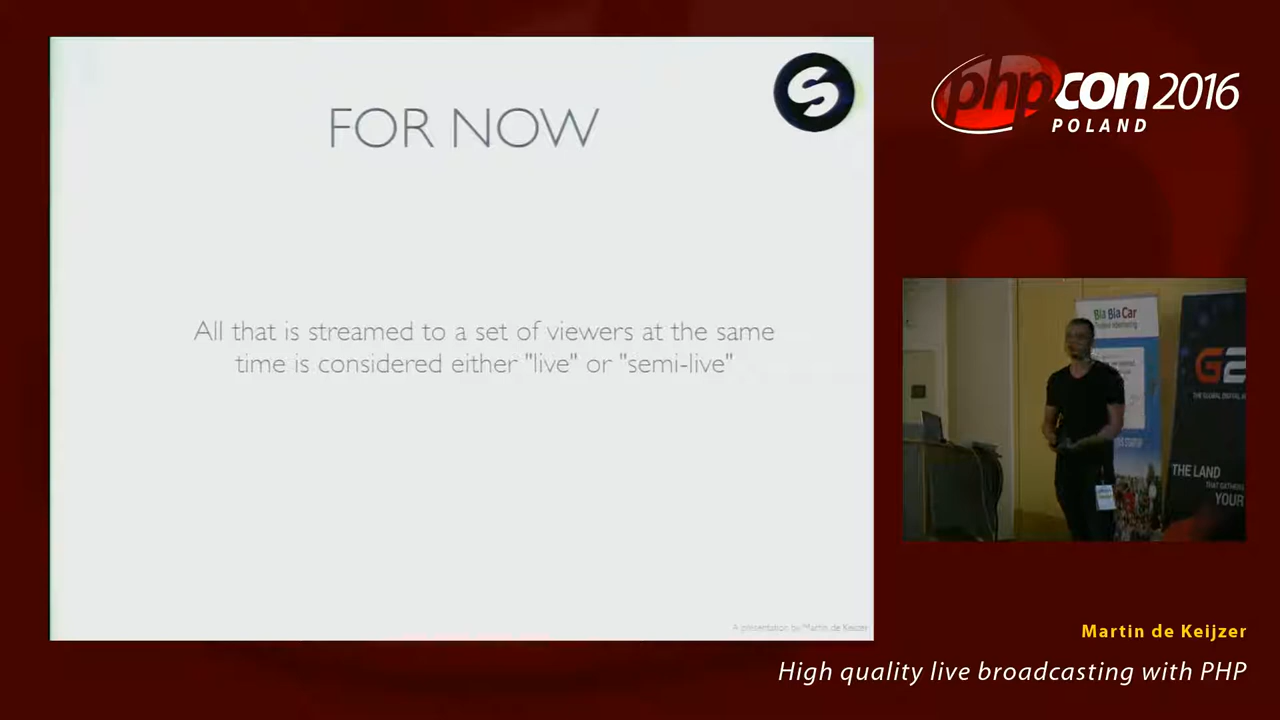 FOR NOW
All that is streamed to a set of viewers at the same
time is considered either "live" or "semi-live"
A presentation by Martin de Keijzer
phpcon 2016
POLAND
Bla Bla Car
G2
THE LAND
YOUR
Martin de Keijzer
High quality live broadcasting with PHP